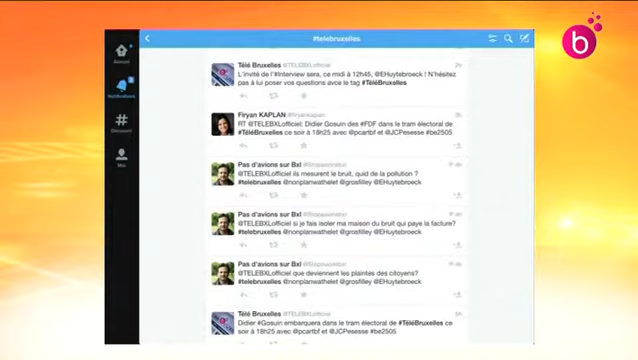 #telebruxelles
b
Accueil
Notifications
#
Découvrir
Moi
Télé Bruxelles @TELEBXLofficiel
L'invité de l'#Interview sera, ce midi à 12h45, @EHuytebroeck ! N'hésitez
pas à lui poser vos questions avce le tag #TéléBruxelles
Firyan KAPLAN @firyankaplan
RT @TELEBXLofficiel: Didier Gosuin des #FDF dans le tram électoral de
#TéléBruxelles ce soir à 18h25 avec @pcartbf et @JCPesesse #be2505
Pas d'avions sur Bxl
@TELEBXLofficiel ils mesurent le bruit, quid de la pollution ?
#telebruxelles @nonplanwathelet @grosfilley @EHuytebroeck
Pas d'avions sur Bxl
@TELEBXLofficiel si je fais isoler ma maison du bruit qui paye la facture?
#telebruxelles @nonplanwathelet @grosfilley @EHuytebroeck
Pas d'avions sur Bxl
@TELEBXLofficiel que deviennent les plaintes des citoyens?
#telebruxelles @nonplanwathelet @grosfilley @EHuytebroeck
Télé Bruxelles @TELEBXLofficiel
Didier #Gosuin embarquera dans le tram électoral de #TéléBruxelles ce
soir à 18h25 avec @pcartbf et @JCPesesse #be2505